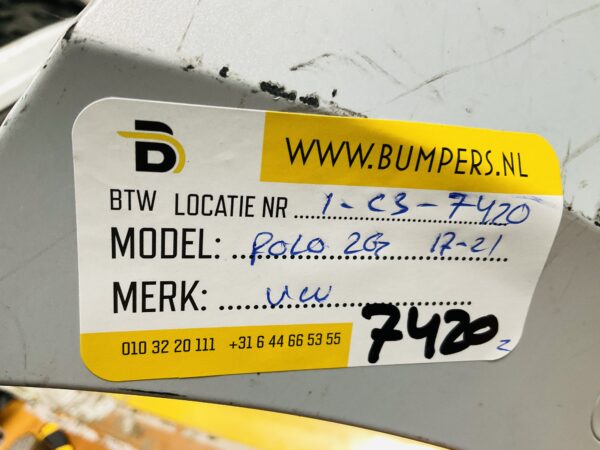 B
WWW.BUMPERS.NL
BTW LOCATIE NR 1-C3-7420
MODEL: POLO 2G 17-21
MERK: VW
010 32 20 111 +31 6 44 66 53 55
7420 z